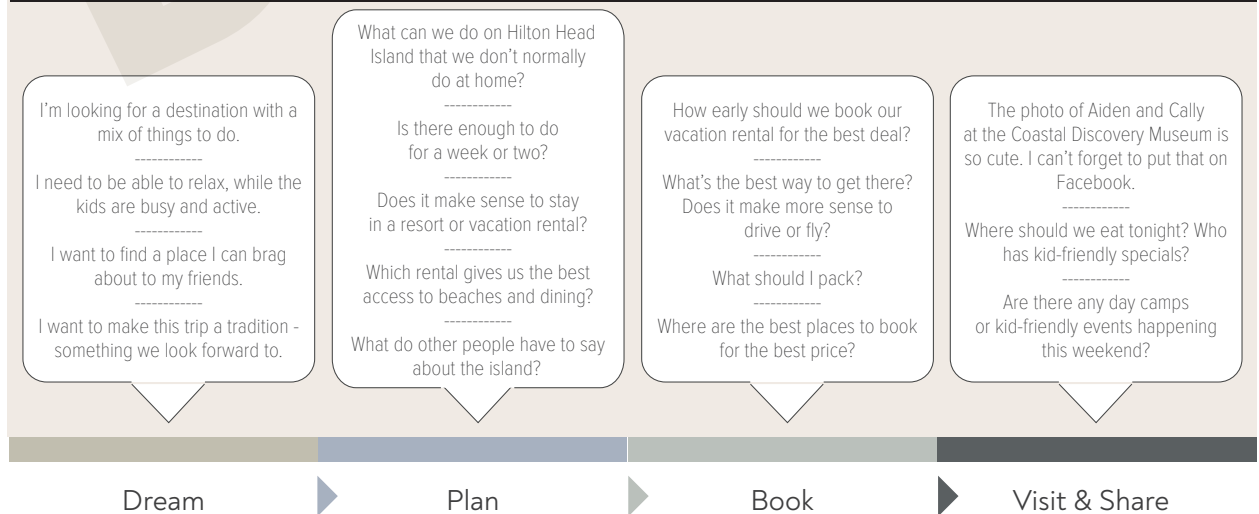 I'm looking for a destination with a
mix of things to do.
------------
I need to be able to relax, while the
kids are busy and active.
------------
I want to find a place I can brag
about to my friends.
------------
I want to make this trip a tradition -
something we look forward to.
What can we do on Hilton Head
Island that we don't normally
do at home?
------------
Is there enough to do
for a week or two?
------------
Does it make sense to stay
in a resort or vacation rental?
------------
Which rental gives us the best
access to beaches and dining?
------------
What do other people have to say
about the island?
How early should we book our
vacation rental for the best deal?
------------
What's the best way to get there?
Does it make more sense to
drive or fly?
------------
What should I pack?
------------
Where are the best places to book
for the best price?
The photo of Aiden and Cally
at the Coastal Discovery Museum is
so cute. I can't forget to put that on
Facebook.
------------
Where should we eat tonight? Who
has kid-friendly specials?
------------
Are there any day camps
or kid-friendly events happening
this weekend?
Dream
Plan
Book
Visit & Share